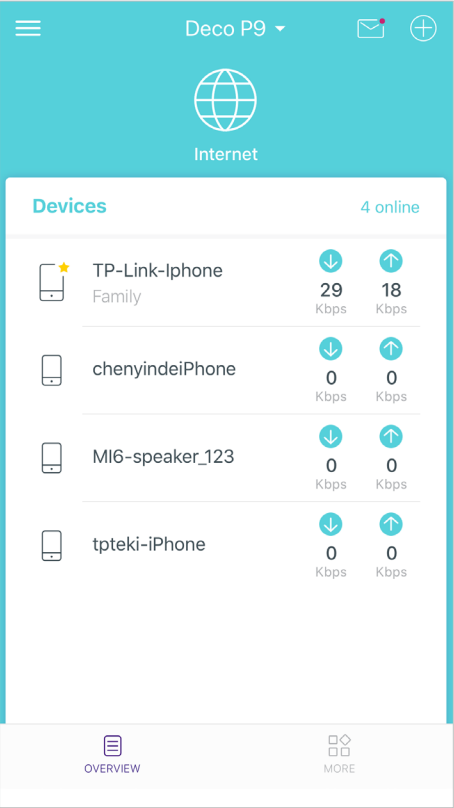 Deco P9
Internet
Devices
4 online
TP-Link-Iphone
Family
29
Kbps
18
Kbps
chenyindeiPhone
0
Kbps
0
Kbps
MI6-speaker_123
0
Kbps
0
Kbps
tpteki-iPhone
0
Kbps
0
Kbps
OVERVIEW
MORE